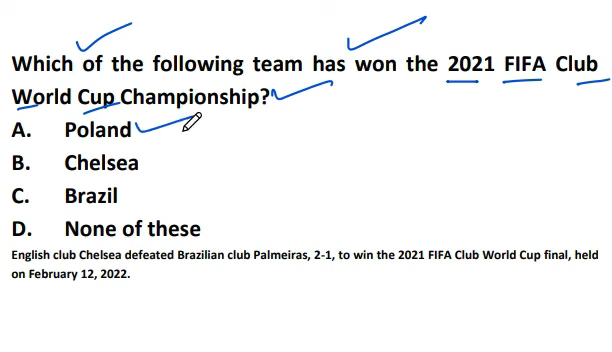 Which of the following team has won the 2021 FIFA Club
World Cup Championship?
A. Poland
B. Chelsea
C. Brazil
D. None of these
English club Chelsea defeated Brazilian club Palmeiras, 2-1, to win the 2021 FIFA Club World Cup final, held
on February 12, 2022.